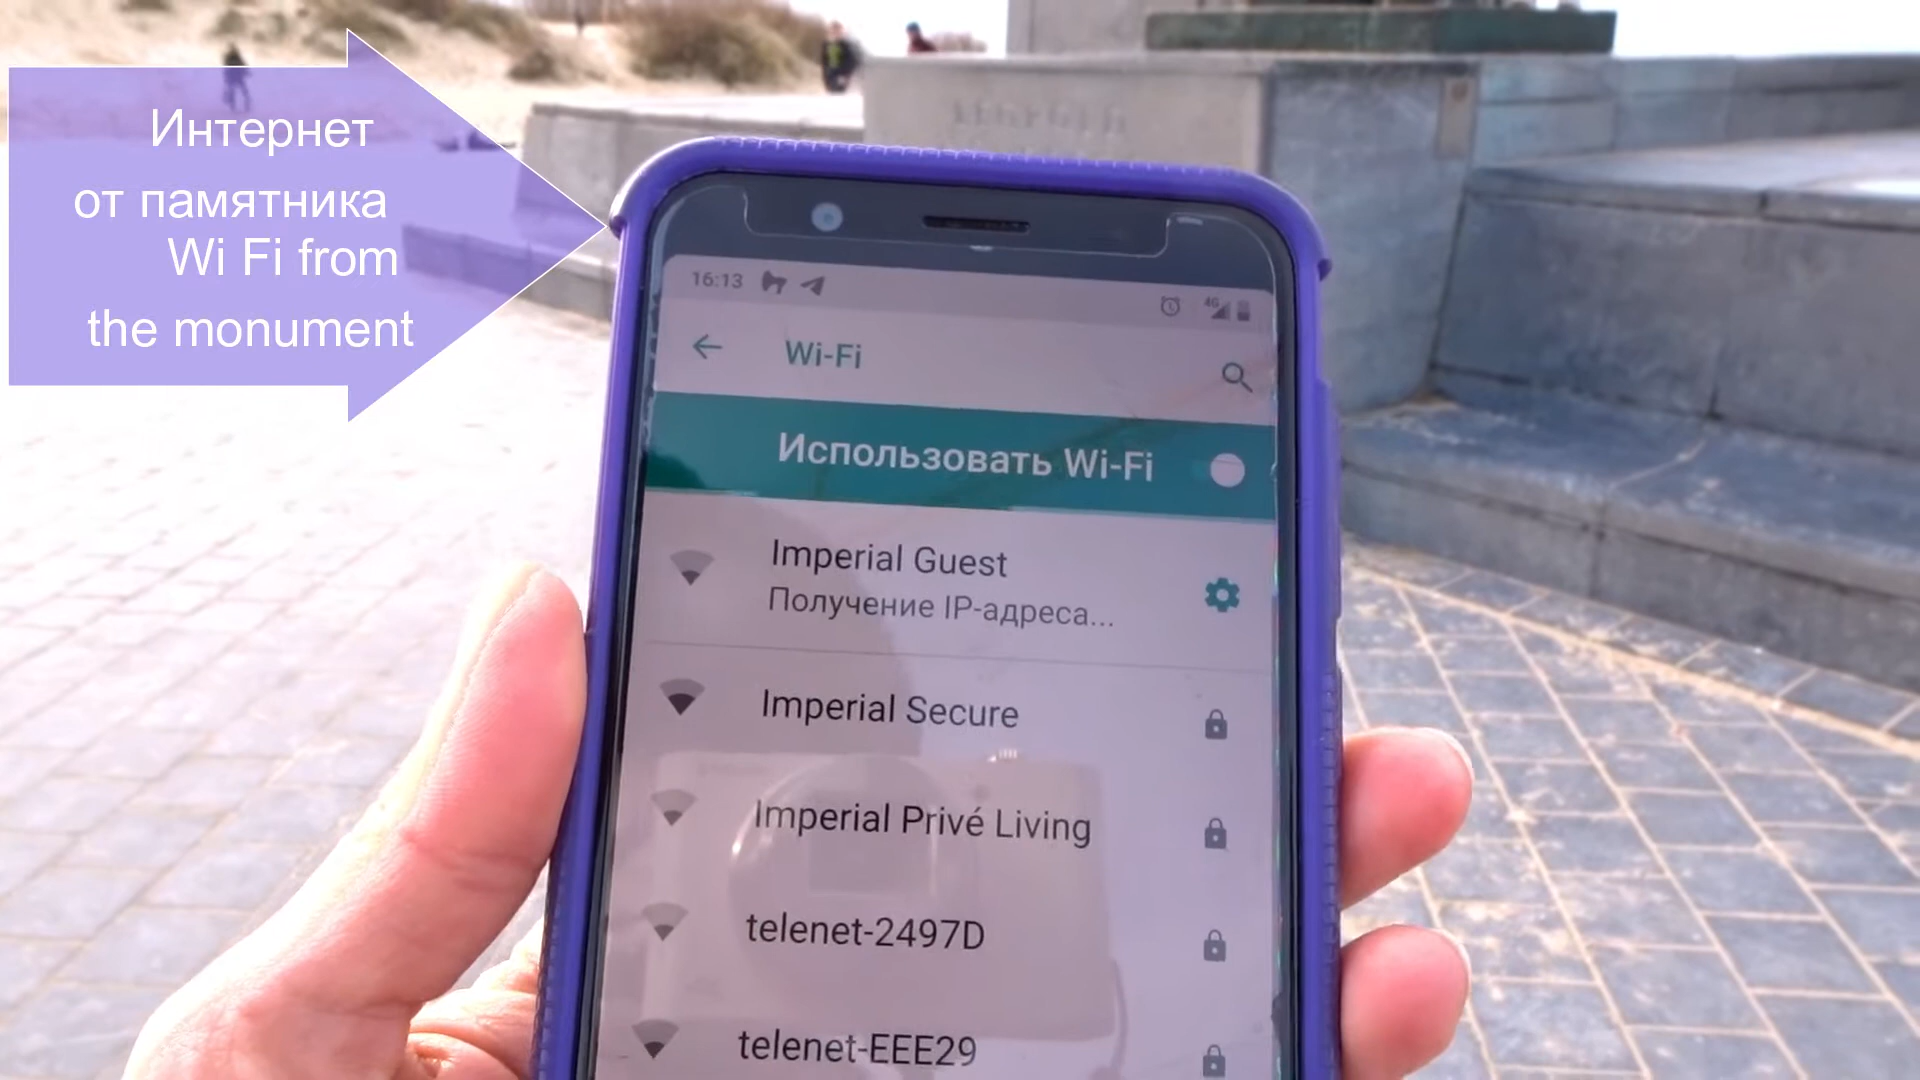 Интернет
от памятника
Wi Fi from
the monument
16:13
4G
Wi-Fi
Использовать Wi-Fi
Imperial Guest
Получение IP-адреса...
Imperial Secure
Imperial Privé Living
telenet-2497D
telenet-EEE29